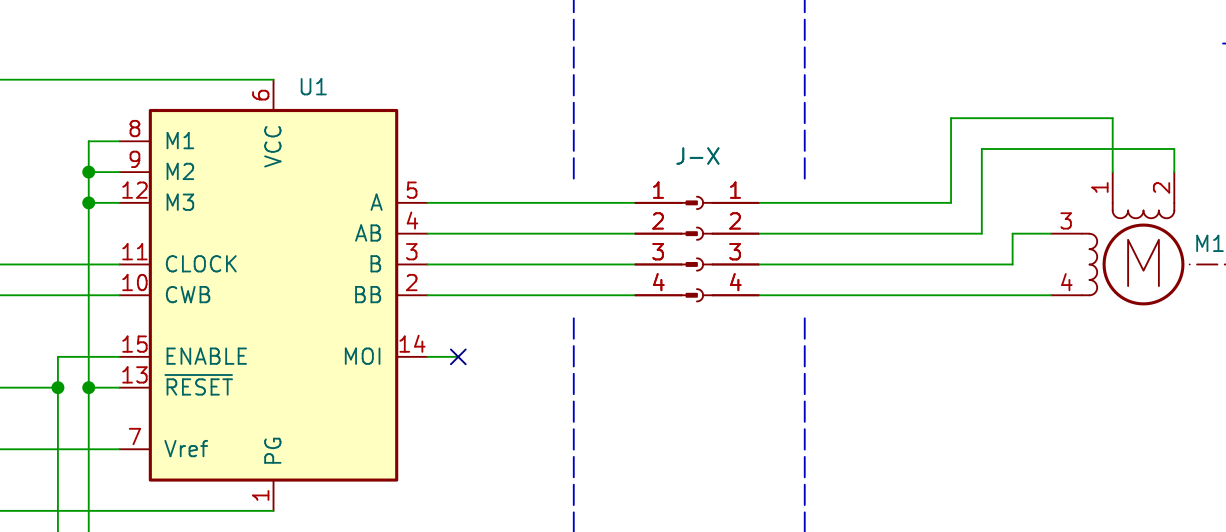 U1
6
VCC
8 M1
9 M2
12 M3
11 CLOCK
10 CWB
15 ENABLE
13 RESET
7 Vref
PG
1
A 5
AB 4
B 3
BB 2
MOI 14
J-X
1 1
2 2
3 3
4 4
1 2
3
4
M
M1